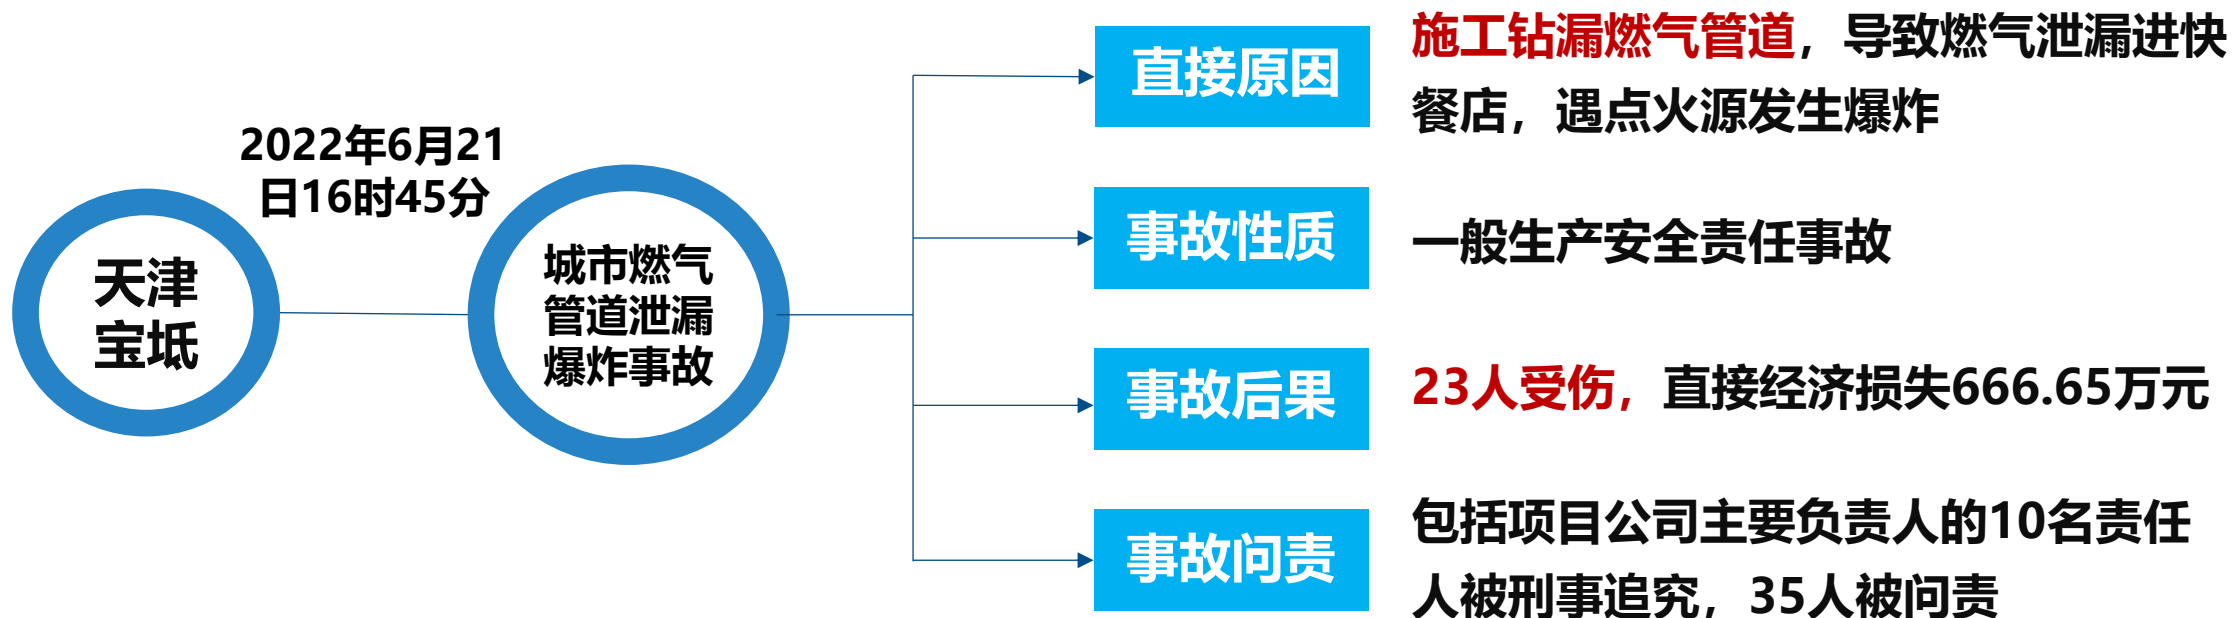 天津
宝坻
2022年6月21
日16时45分
城市燃气
管道泄漏
爆炸事故
直接原因
施工钻漏燃气管道，导致燃气泄漏进快
餐店，遇点火源发生爆炸
事故性质
一般生产安全责任事故
事故后果
23人受伤，直接经济损失666.65万元
事故问责
包括项目公司主要负责人的10名责任
人被刑事追究，35人被问责